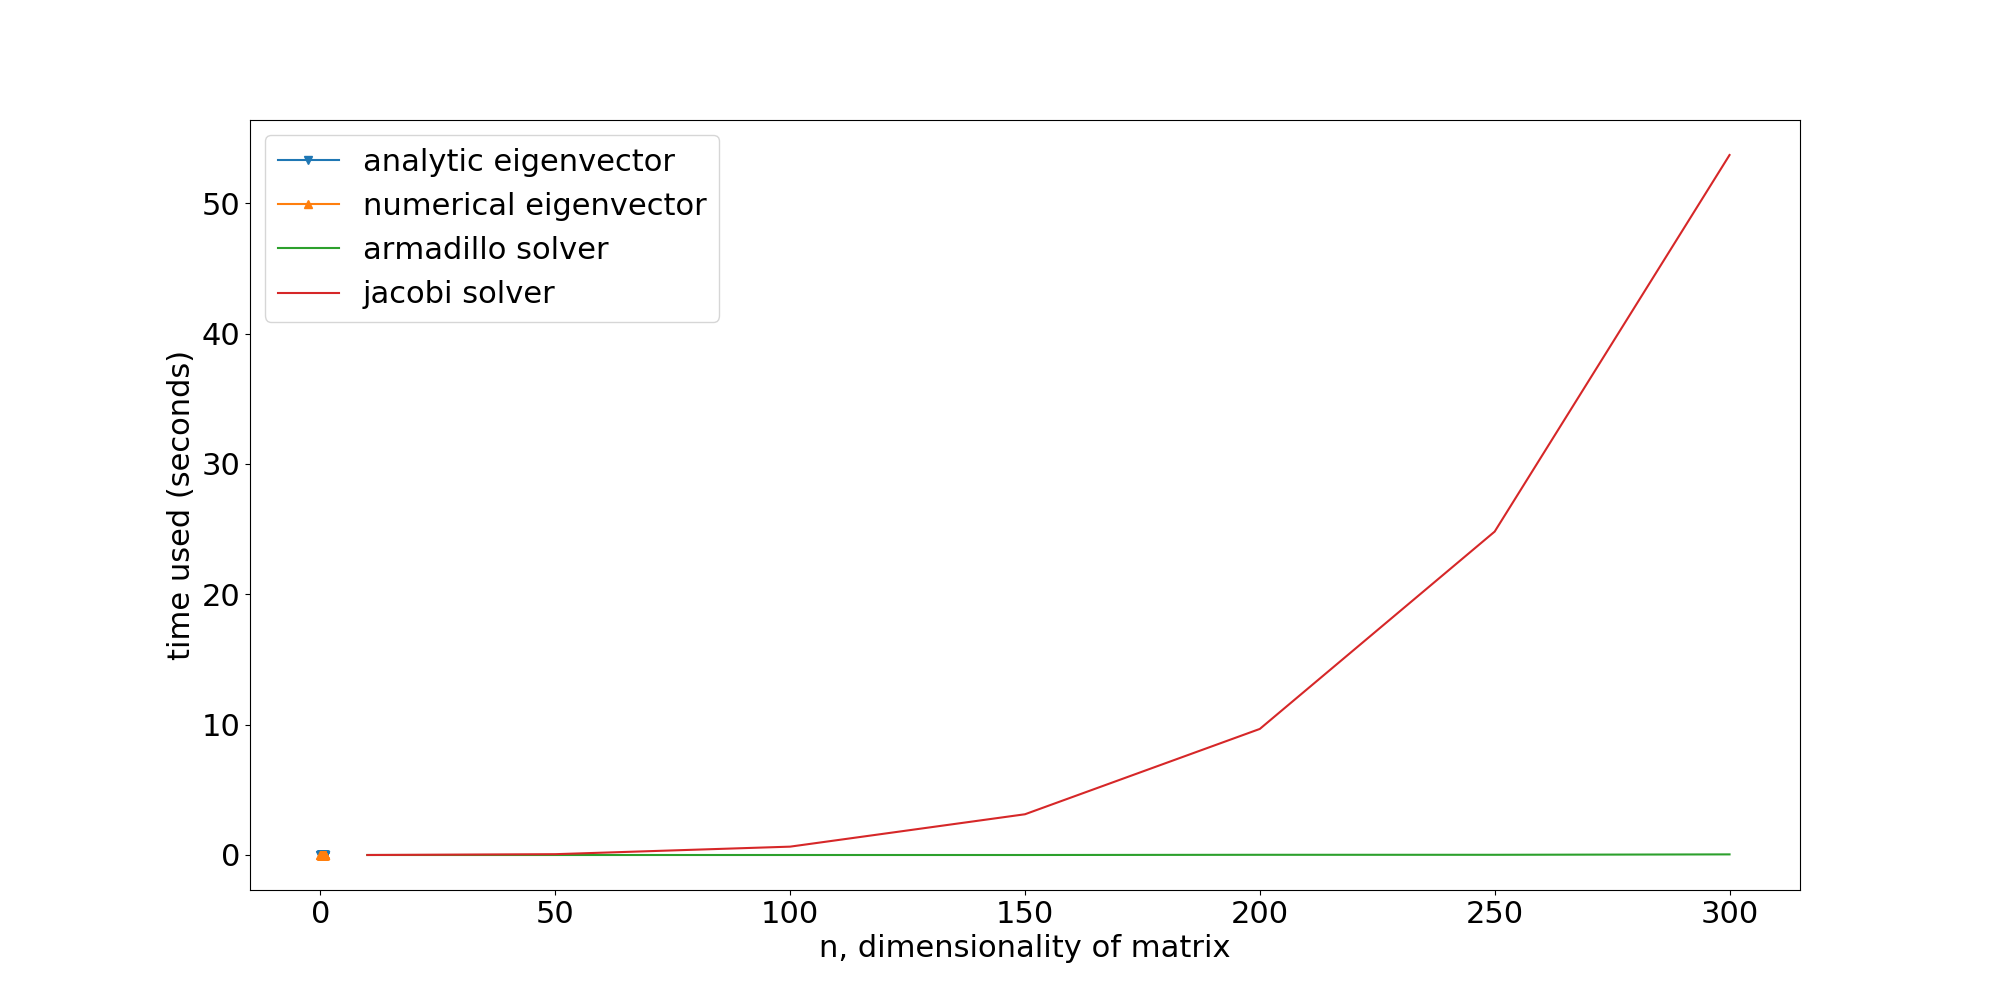 analytic eigenvector
numerical eigenvector
armadillo solver
jacobi solver
time used (seconds)
50
40
30
20
10
0
0 50 100 150 200 250 300
n, dimensionality of matrix